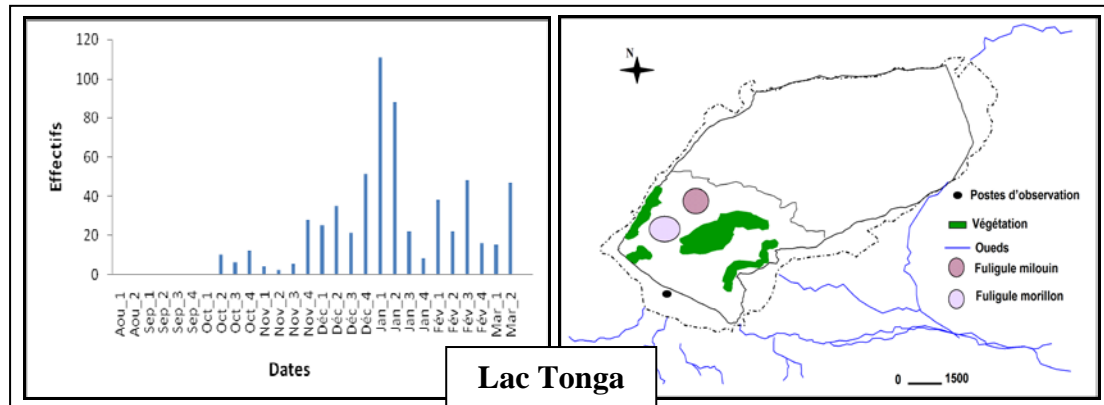 120
100
80
60
40
20
0
Effectifs
Aou_1
Aou_2
Sep_1
Sep_2
Sep_3
Sep_4
Oct_1
Oct_2
Oct_3
Oct_4
Nov_1
Nov_2
Nov_3
Nov_4
Déc_1
Déc_2
Déc_3
Déc_4
Jan_1
Jan_2
Jan_3
Jan_4
Fév_1
Fév_2
Fév_3
Fév_4
Mar_1
Mar_2
Dates
N
Postes d'observation
Végétation
Oueds
Fuligule milouin
Fuligule morillon
0 1500
Lac Tonga